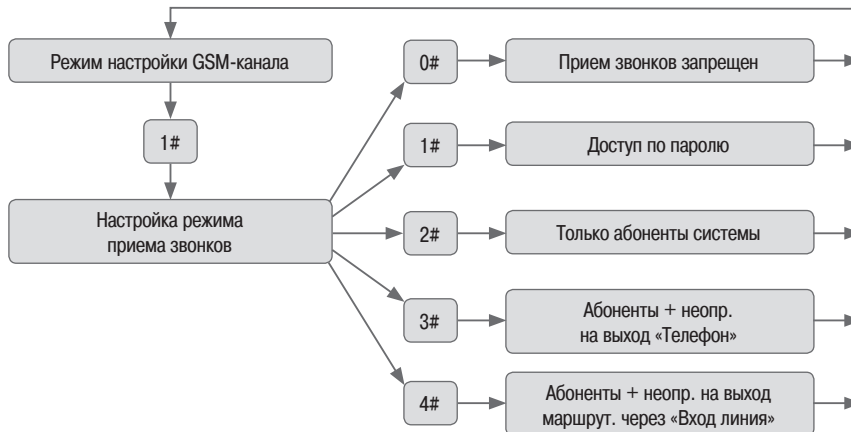 Режим настройки GSM-канала
1#
Настройка режима
приема звонков
0#
Прием звонков запрещен
1#
Доступ по паролю
2#
Только абоненты системы
3#
Абоненты + неопр.
на выход «Телефон»
4#
Абоненты + неопр. на выход
маршрут. через «Вход линия»